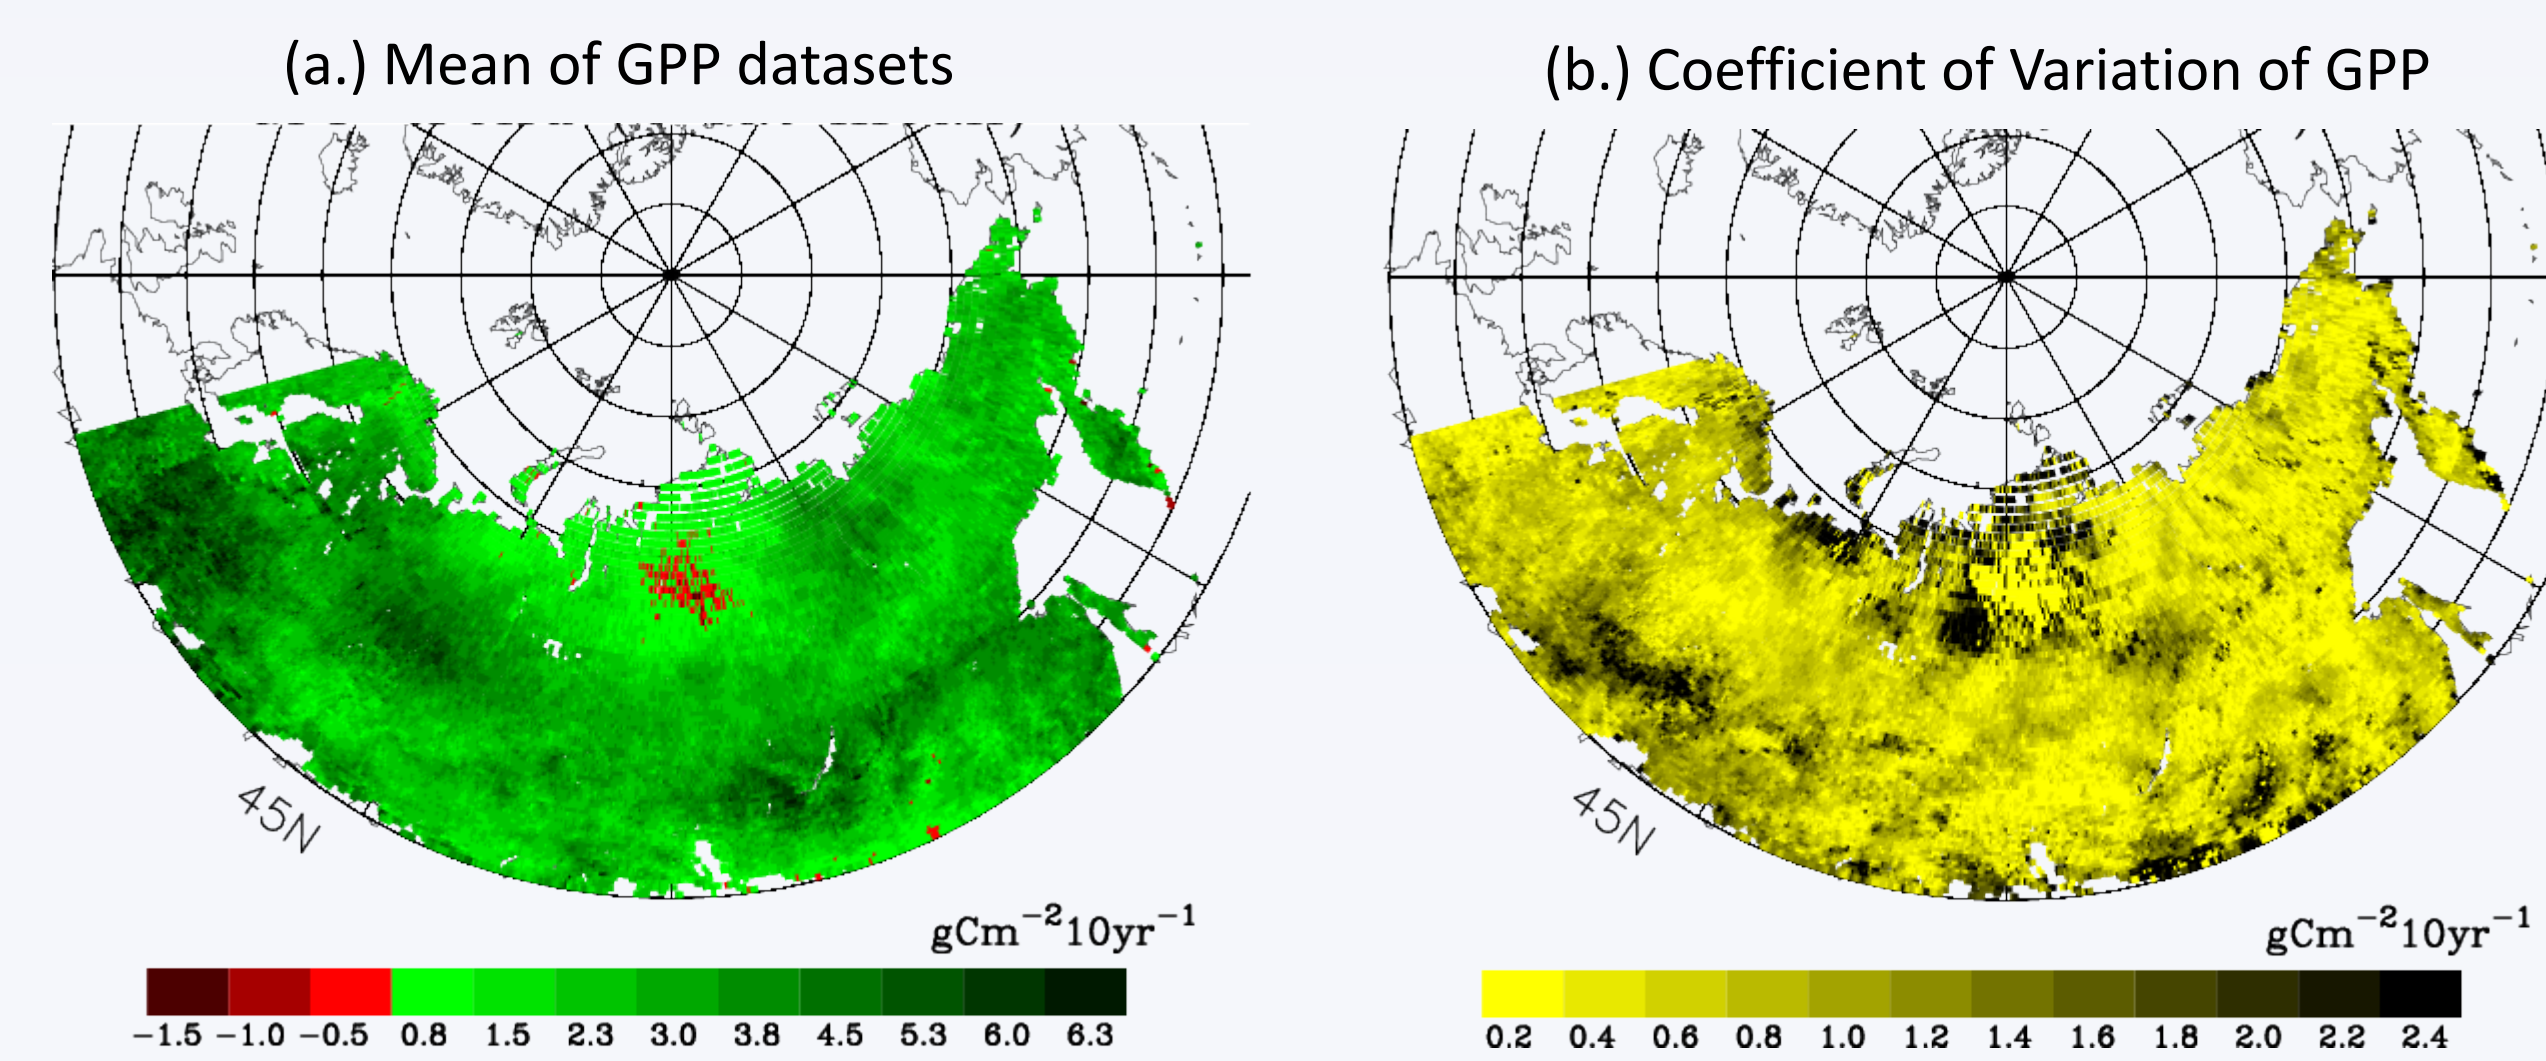 (a.) Mean of GPP datasets
(b.) Coefficient of Variation of GPP
45N
45N
gCm⁻²10yr⁻¹
gCm⁻²10yr⁻¹
−1.5 −1.0 −0.5 0.8 1.5 2.3 3.0 3.8 4.5 5.3 6.0 6.3
0.2 0.4 0.6 0.8 1.0 1.2 1.4 1.6 1.8 2.0 2.2 2.4